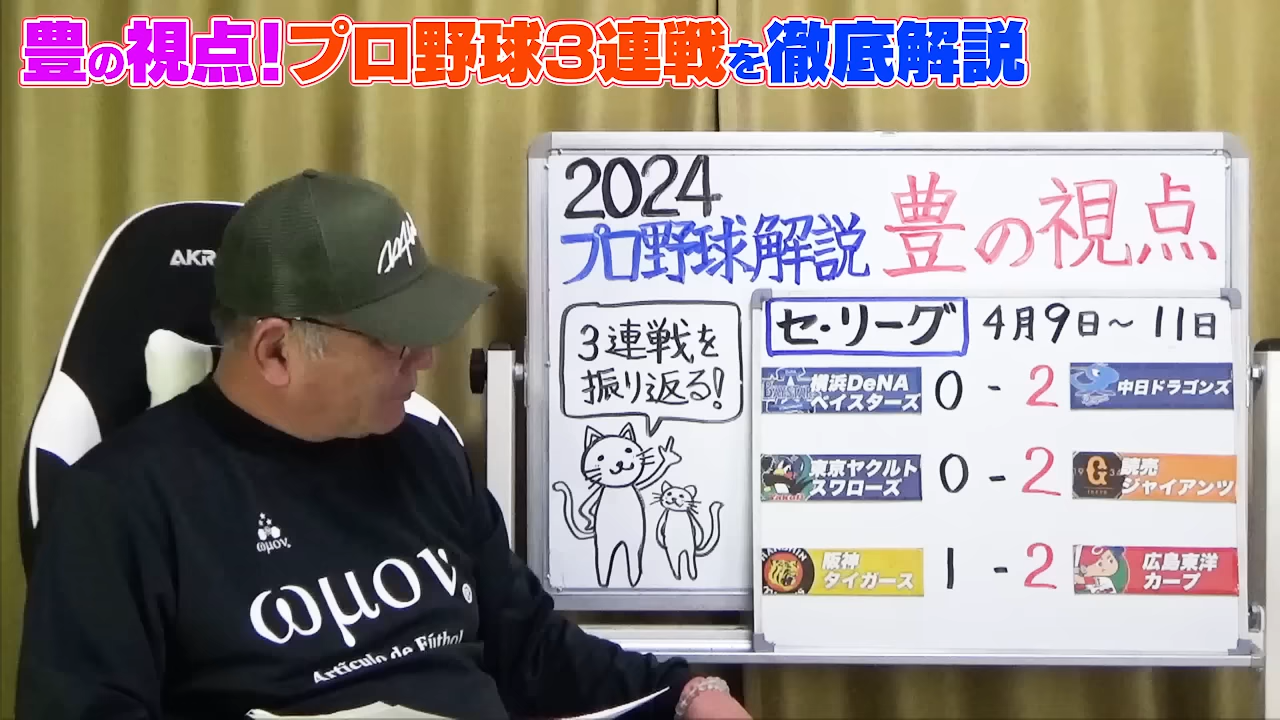 豊の視点!プロ野球3連戦を徹底解説
2024
プロ野球解説 豊の視点
3連戦を
振り返る!
セ・リーグ 4月9日~11日
横浜DeNA
ベイスターズ
0 - 2
中日ドラゴンズ
東京ヤクルト
スワローズ
0 - 2
G
読売
ジャイアンツ
阪神
タイガース
1 - 2
広島東洋
カープ
AKR
ωμον
ωμον
Artículo de Fútbol